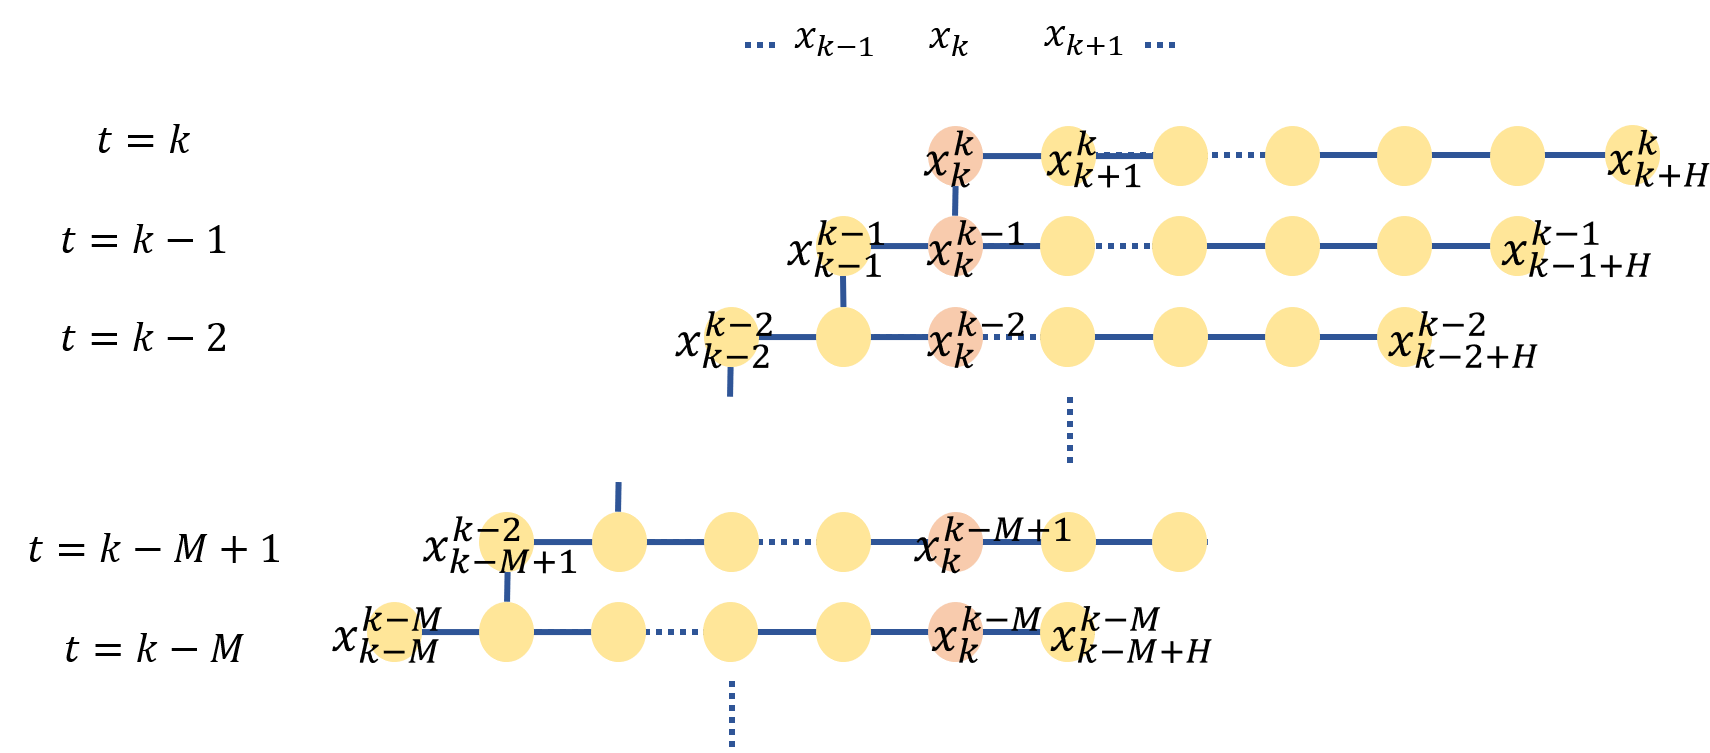 x_{k−1} x_k x_{k+1}
t = k x_k^k x_{k+1}^k x_{k+H}^k
t = k − 1 x_{k−1}^{k−1} x_k^{k−1} x_{k−1+H}^{k−1}
t = k − 2 x_{k−2}^{k−2} x_k^{k−2} x_{k−2+H}^{k−2}
t = k − M + 1 x_{k−M+1}^{k−2} x_k^{k−M+1}
t = k − M x_{k−M}^{k−M} x_k^{k−M} x_{k−M+H}^{k−M}